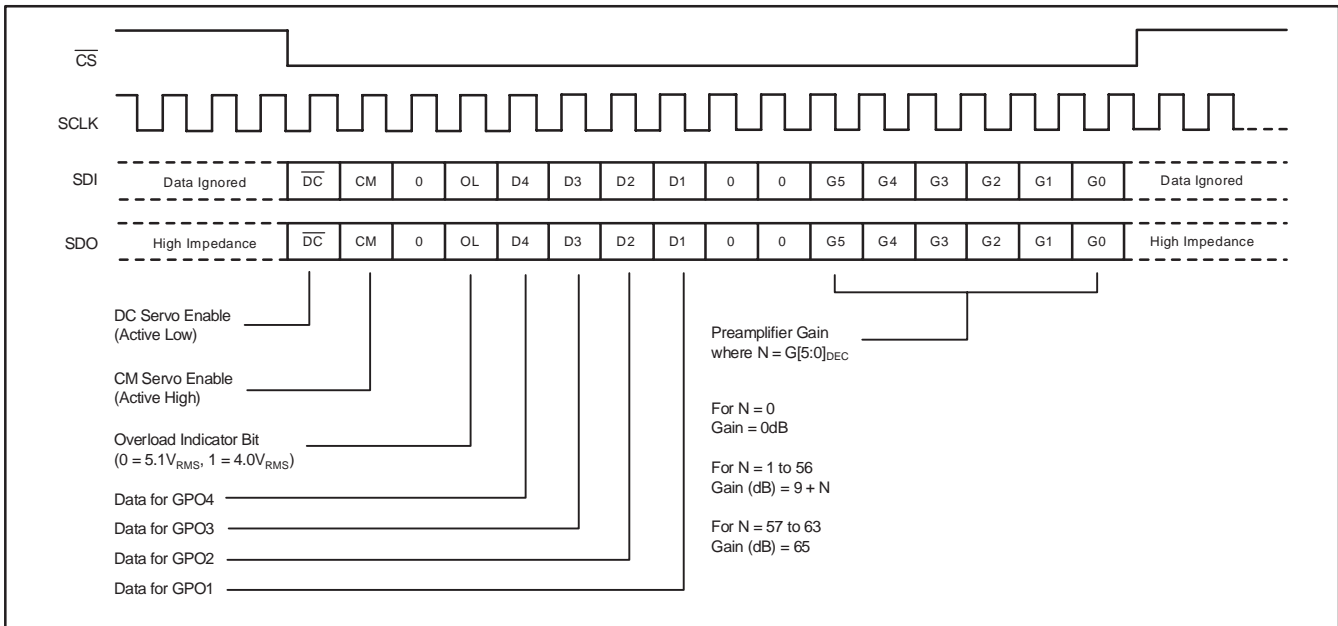 CS
SCLK
SDI Data Ignored DC CM 0 OL D4 D3 D2 D1 0 0 G5 G4 G3 G2 G1 G0 Data Ignored
SDO High Impedance DC CM 0 OL D4 D3 D2 D1 0 0 G5 G4 G3 G2 G1 G0 High Impedance
DC Servo Enable
(Active Low)
CM Servo Enable
(Active High)
Overload Indicator Bit
(0 = 5.1VRMS, 1 = 4.0VRMS)
Data for GPO4
Data for GPO3
Data for GPO2
Data for GPO1
Preamplifier Gain
where N = G[5:0]DEC
For N = 0
Gain = 0dB
For N = 1 to 56
Gain (dB) = 9 + N
For N = 57 to 63
Gain (dB) = 65